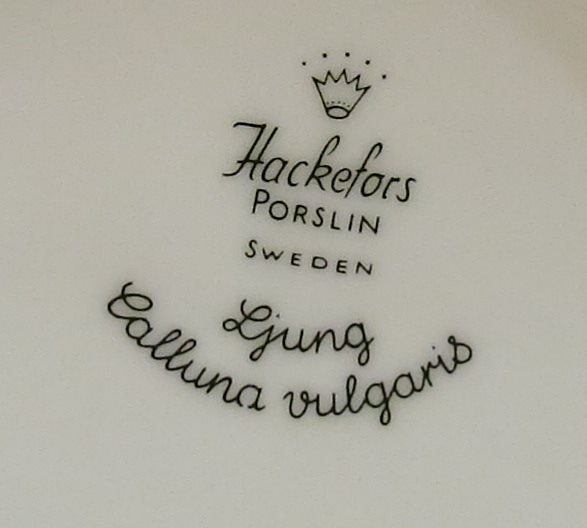 Hackefors
PORSLIN
SWEDEN
Ljung
Calluna vulgaris